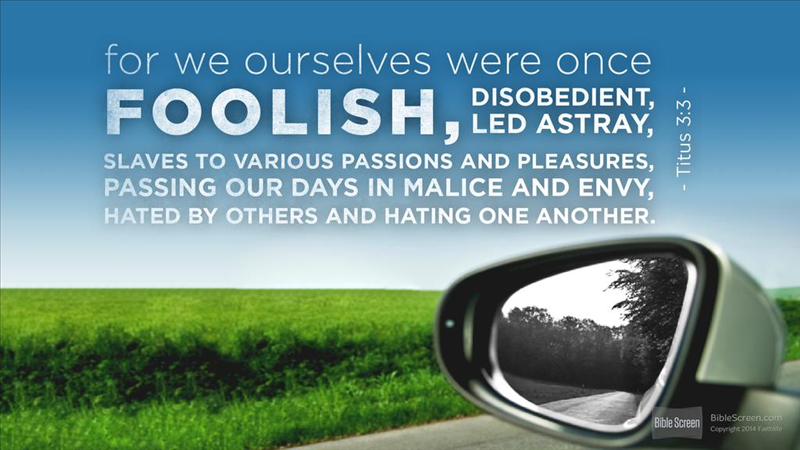 for we ourselves were once
FOOLISH, DISOBEDIENT,
LED ASTRAY,
SLAVES TO VARIOUS PASSIONS AND PLEASURES,
PASSING OUR DAYS IN MALICE AND ENVY,
HATED BY OTHERS AND HATING ONE ANOTHER.
- Titus 3:3 -
Bible Screen
BibleScreen.com
Copyright 2014 Faithlife